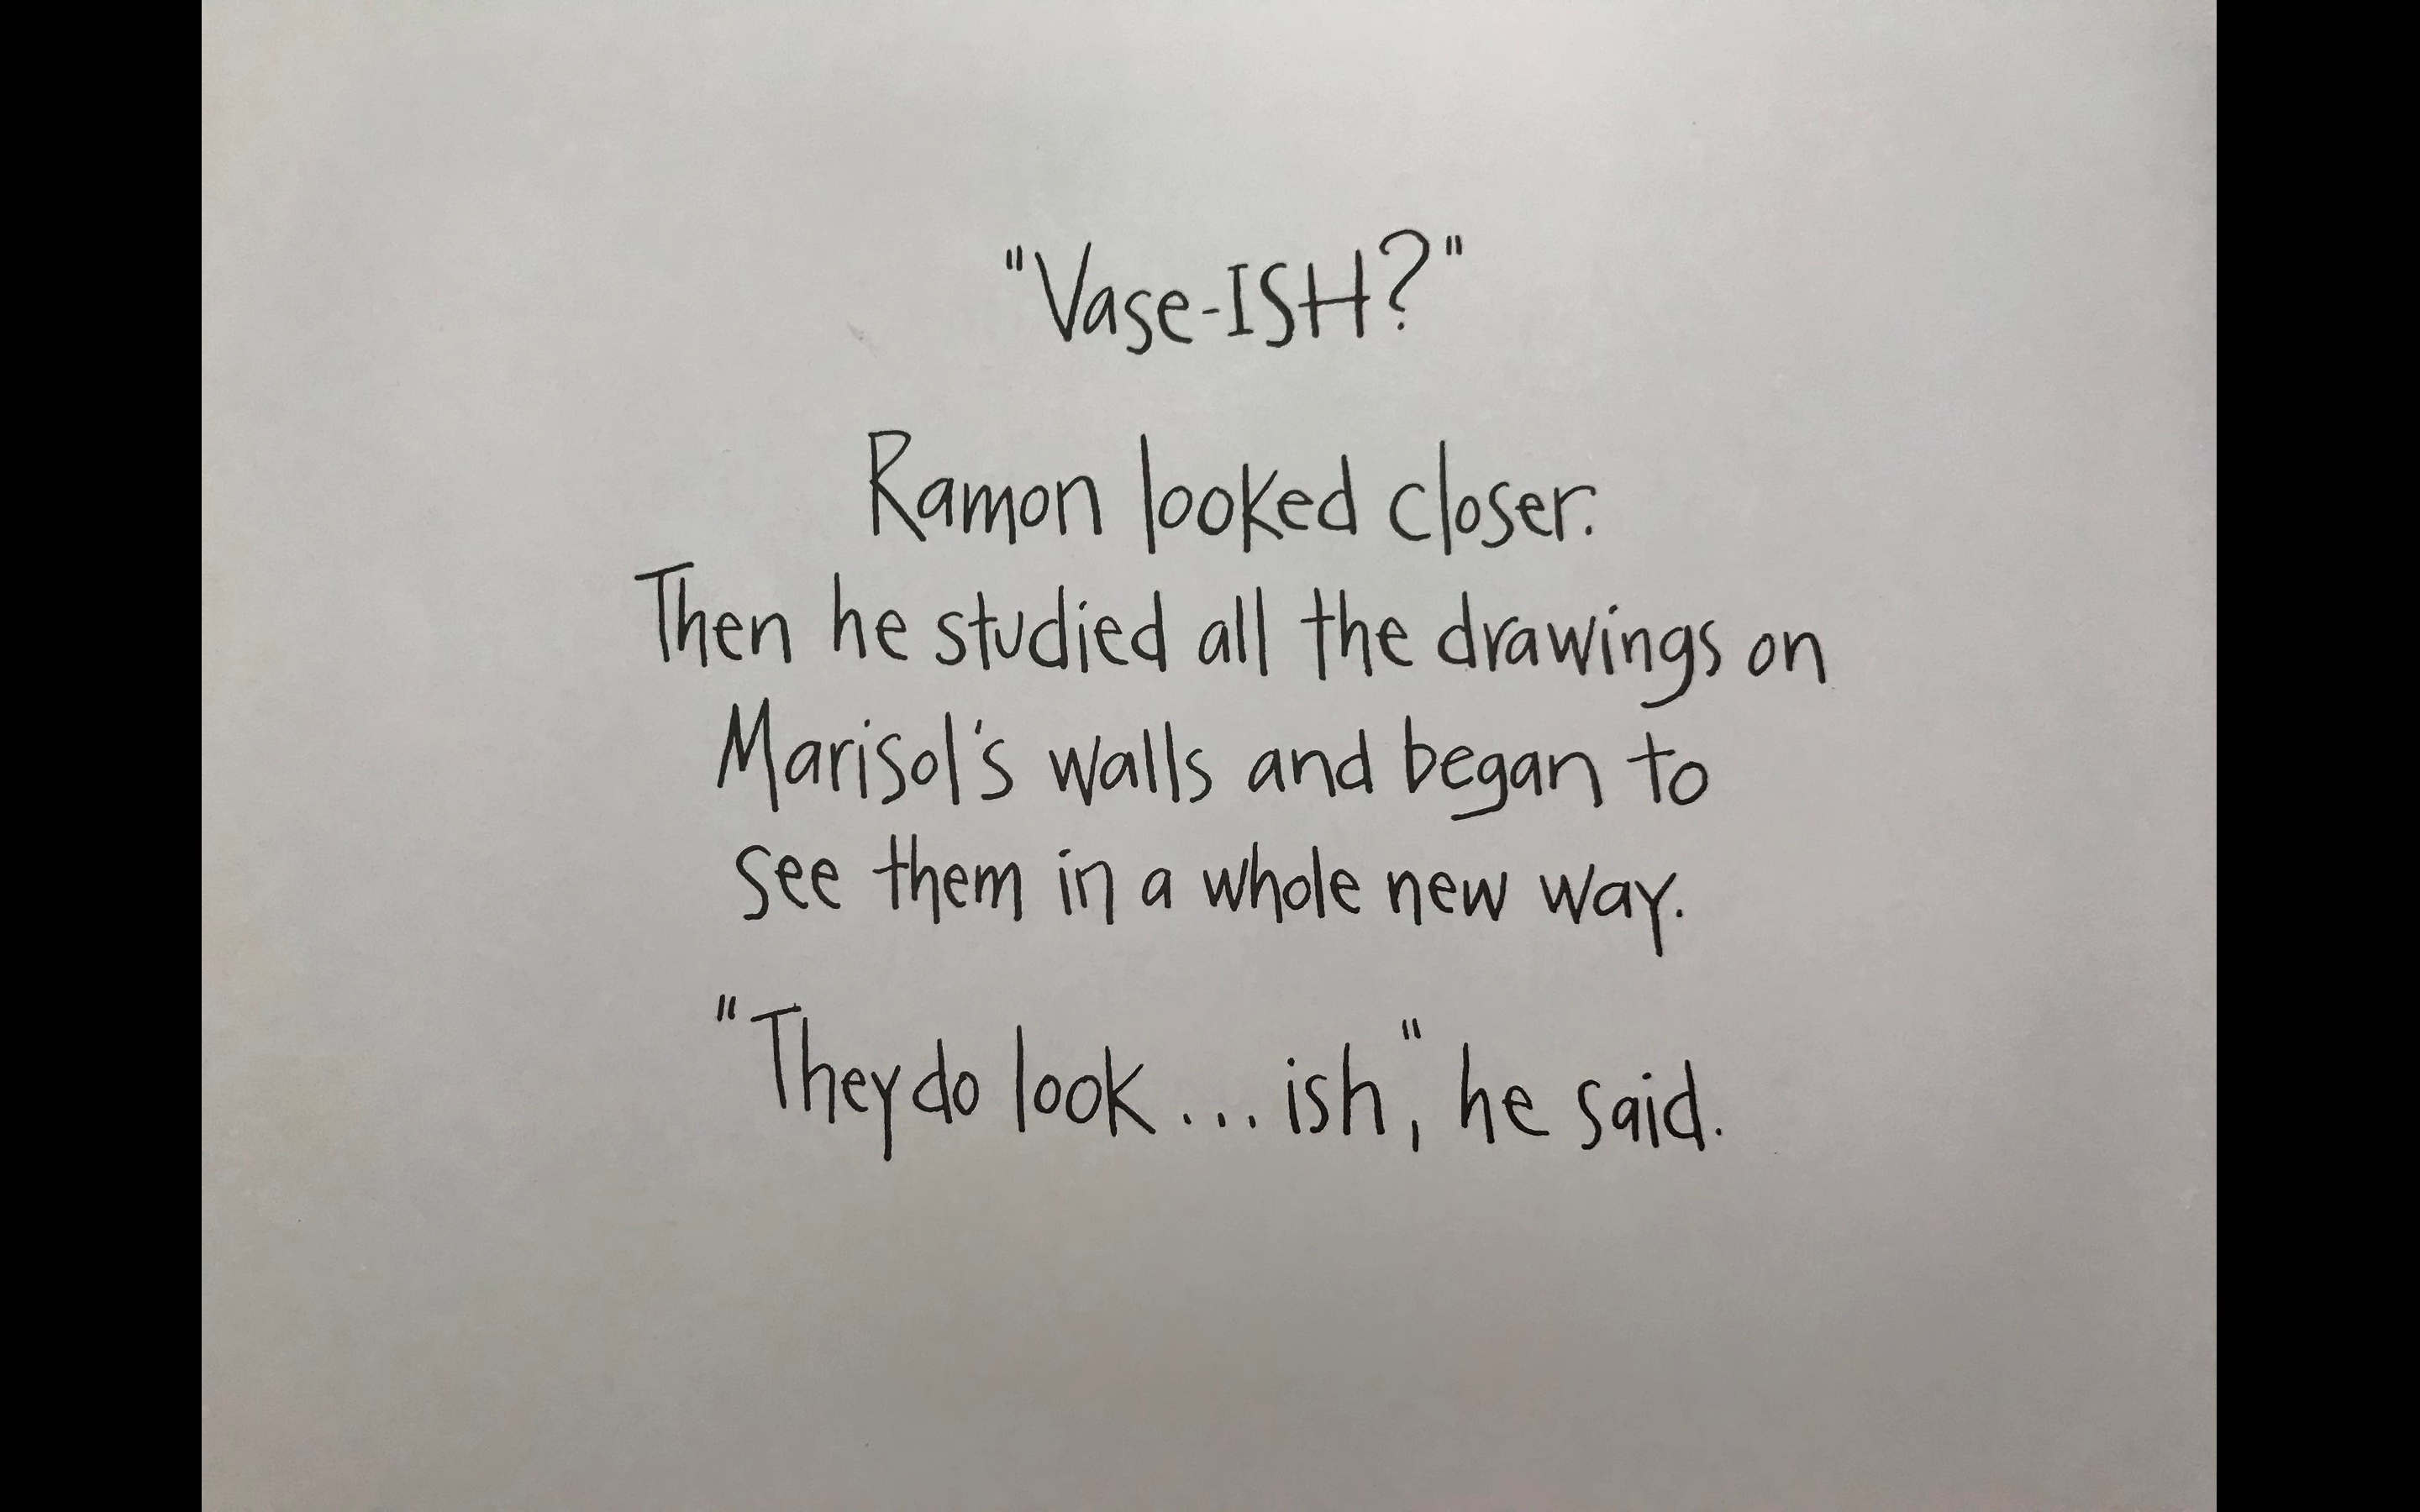 "Vase-ISH?"
Ramon looked closer.
Then he studied all the drawings on
Marisol's walls and began to
see them in a whole new way.
"They do look... ish," he said.